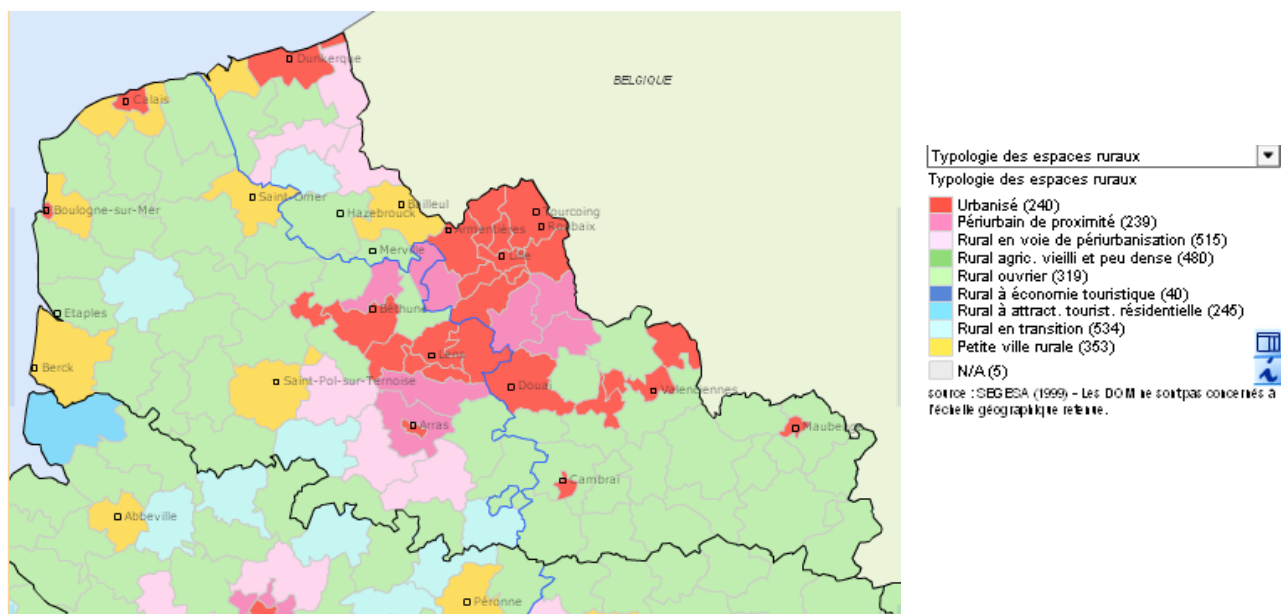 Dunkerque
BELGIQUE
Calais
Saint-Omer
Bailleul
Boulogne-sur-Mer
Hazebrouck
Tourcoing
Roubaix
Armentières
Merville
Lille
Etaples
Béthune
Lens
Berck
Saint-Pol-sur-Ternoise
Douai
Valenciennes
Arras
Maubeuge
Cambrai
Abbeville
Péronne
Typologie des espaces ruraux
Typologie des espaces ruraux
Urbanisé (240)
Périurbain de proximité (239)
Rural en voie de périurbanisation (515)
Rural agric. vieilli et peu dense (480)
Rural ouvrier (319)
Rural à économie touristique (40)
Rural à attract. tourist. résidentielle (245)
Rural en transition (534)
Petite ville rurale (353)
N/A (5)
source : SEGESA (1999) - Les DOM ne sont pas concernés à
l'échelle géographique retenue.